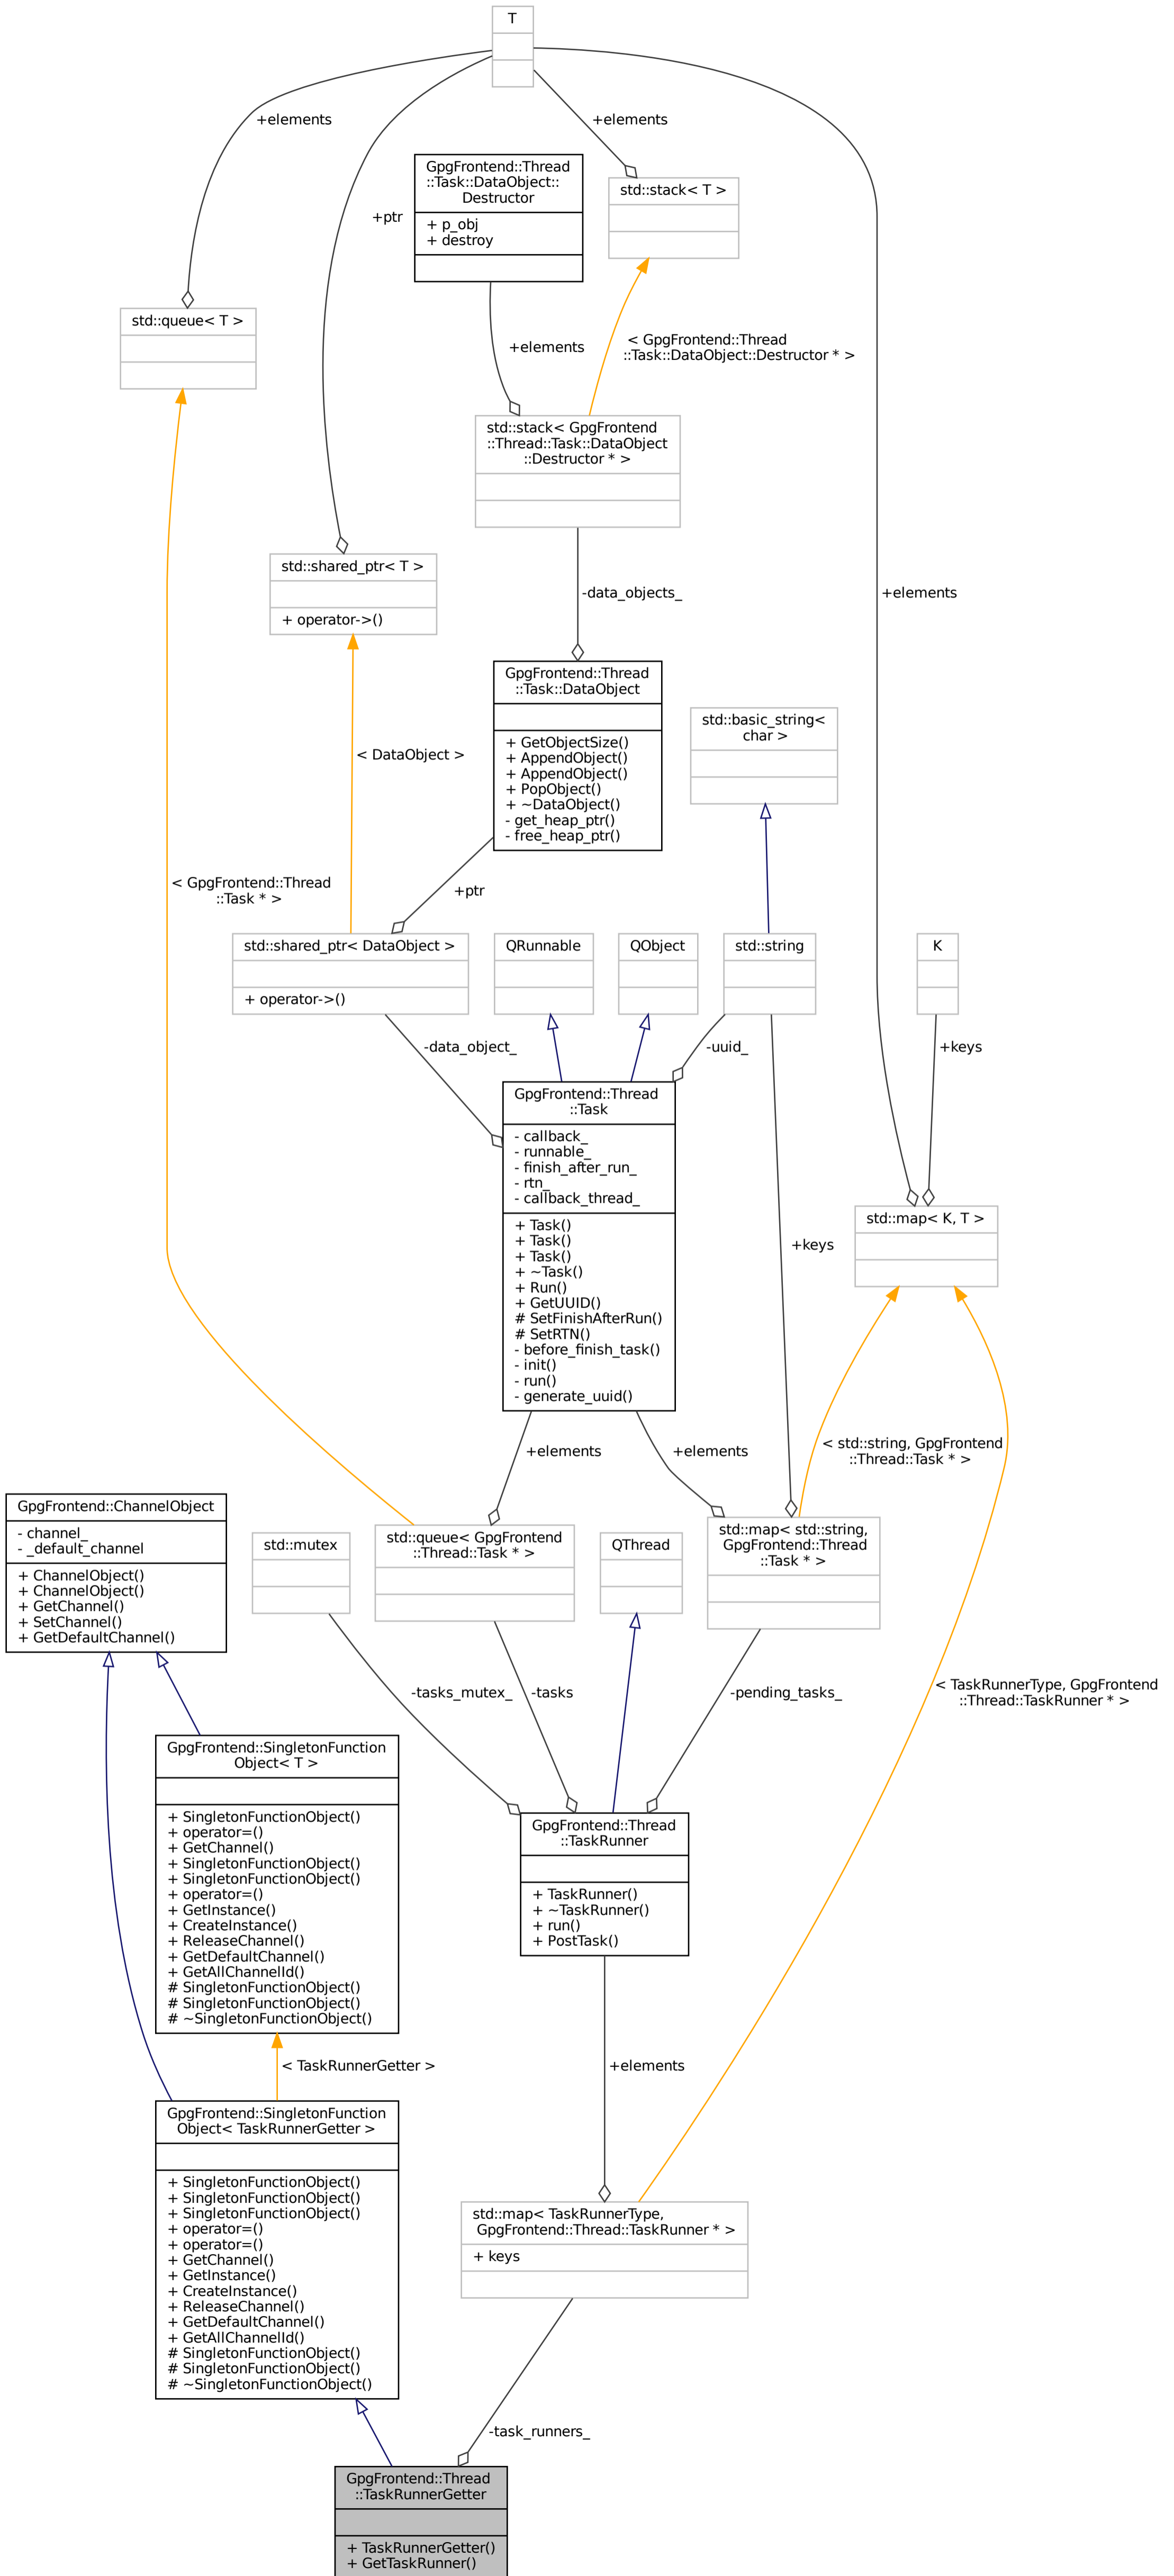 T
+elements
+elements
GpgFrontend::Thread
::Task::DataObject::
Destructor
+ p_obj
+ destroy
std::stack< T >
+ptr
std::queue< T >
+elements
< GpgFrontend::Thread
::Task::DataObject::Destructor * >
std::stack< GpgFrontend
::Thread::Task::DataObject
::Destructor * >
std::shared_ptr< T >
+ operator->()
-data_objects_
+elements
GpgFrontend::Thread
::Task::DataObject
+ GetObjectSize()
+ AppendObject()
+ AppendObject()
+ PopObject()
+ ~DataObject()
- get_heap_ptr()
- free_heap_ptr()
std::basic_string<
char >
< DataObject >
< GpgFrontend::Thread
::Task * >
+ptr
std::shared_ptr< DataObject >
+ operator->()
QRunnable
QObject
std::string
K
-data_object_
-uuid_
+keys
GpgFrontend::Thread
::Task
- callback_
- runnable_
- finish_after_run_
- rtn_
- callback_thread_
+ Task()
+ Task()
+ Task()
+ ~Task()
+ Run()
+ GetUUID()
# SetFinishAfterRun()
# SetRTN()
- before_finish_task()
- init()
- run()
- generate_uuid()
+keys
std::map< K, T >
+elements
+elements
< std::string, GpgFrontend
::Thread::Task * >
GpgFrontend::ChannelObject
- channel_
- _default_channel
+ ChannelObject()
+ ChannelObject()
+ GetChannel()
+ SetChannel()
+ GetDefaultChannel()
std::mutex
std::queue< GpgFrontend
::Thread::Task * >
QThread
std::map< std::string,
GpgFrontend::Thread
::Task * >
-tasks_mutex_
-tasks
-pending_tasks_
< TaskRunnerType, GpgFrontend
::Thread::TaskRunner * >
GpgFrontend::SingletonFunction
Object< T >
+ SingletonFunctionObject()
+ operator=()
+ GetChannel()
+ SingletonFunctionObject()
+ SingletonFunctionObject()
+ operator=()
+ GetInstance()
+ CreateInstance()
+ ReleaseChannel()
+ GetDefaultChannel()
+ GetAllChannelId()
# SingletonFunctionObject()
# SingletonFunctionObject()
# ~SingletonFunctionObject()
GpgFrontend::Thread
::TaskRunner
+ TaskRunner()
+ ~TaskRunner()
+ run()
+ PostTask()
< TaskRunnerGetter >
+elements
GpgFrontend::SingletonFunction
Object< TaskRunnerGetter >
+ SingletonFunctionObject()
+ SingletonFunctionObject()
+ SingletonFunctionObject()
+ operator=()
+ operator=()
+ GetChannel()
+ GetInstance()
+ CreateInstance()
+ ReleaseChannel()
+ GetDefaultChannel()
+ GetAllChannelId()
# SingletonFunctionObject()
# SingletonFunctionObject()
# ~SingletonFunctionObject()
std::map< TaskRunnerType,
GpgFrontend::Thread::TaskRunner * >
+ keys
-task_runners_
GpgFrontend::Thread
::TaskRunnerGetter
+ TaskRunnerGetter()
+ GetTaskRunner()